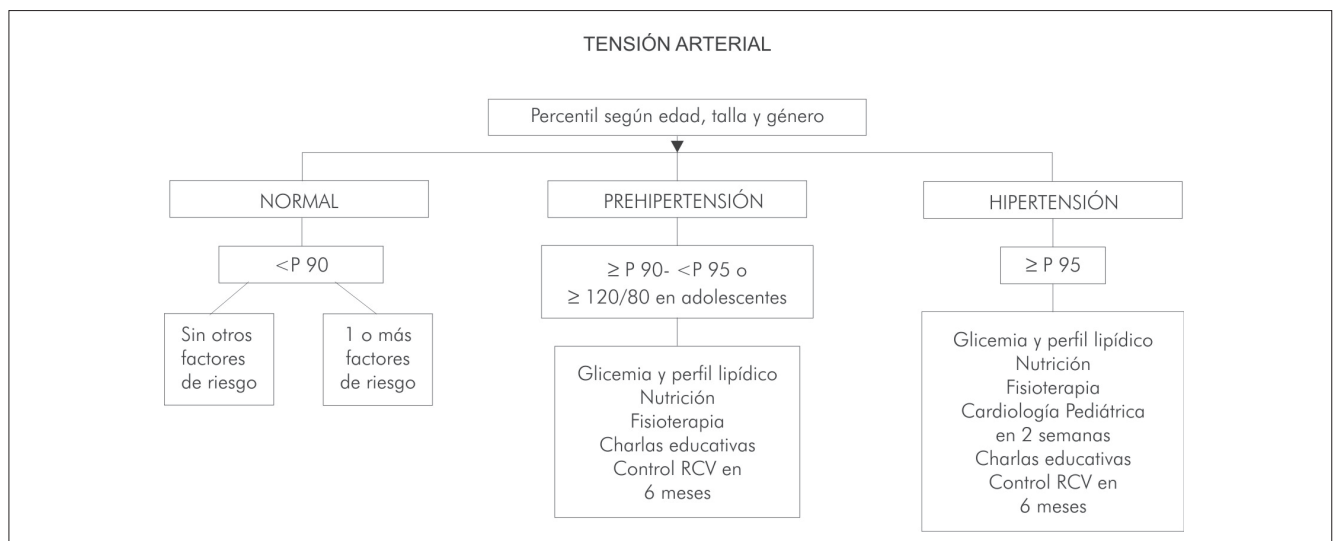 TENSIÓN ARTERIAL
Percentil según edad, talla y género
NORMAL
PREHIPERTENSIÓN
HIPERTENSIÓN
<P 90
≥ P 90- <P 95 o
≥ 120/80 en adolescentes
≥ P 95
Sin otros
factores
de riesgo
1 o más
factores
de riesgo
Glicemia y perfil lipídico
Nutrición
Fisioterapia
Charlas educativas
Control RCV en
6 meses
Glicemia y perfil lipídico
Nutrición
Fisioterapia
Cardiología Pediátrica
en 2 semanas
Charlas educativas
Control RCV en
6 meses